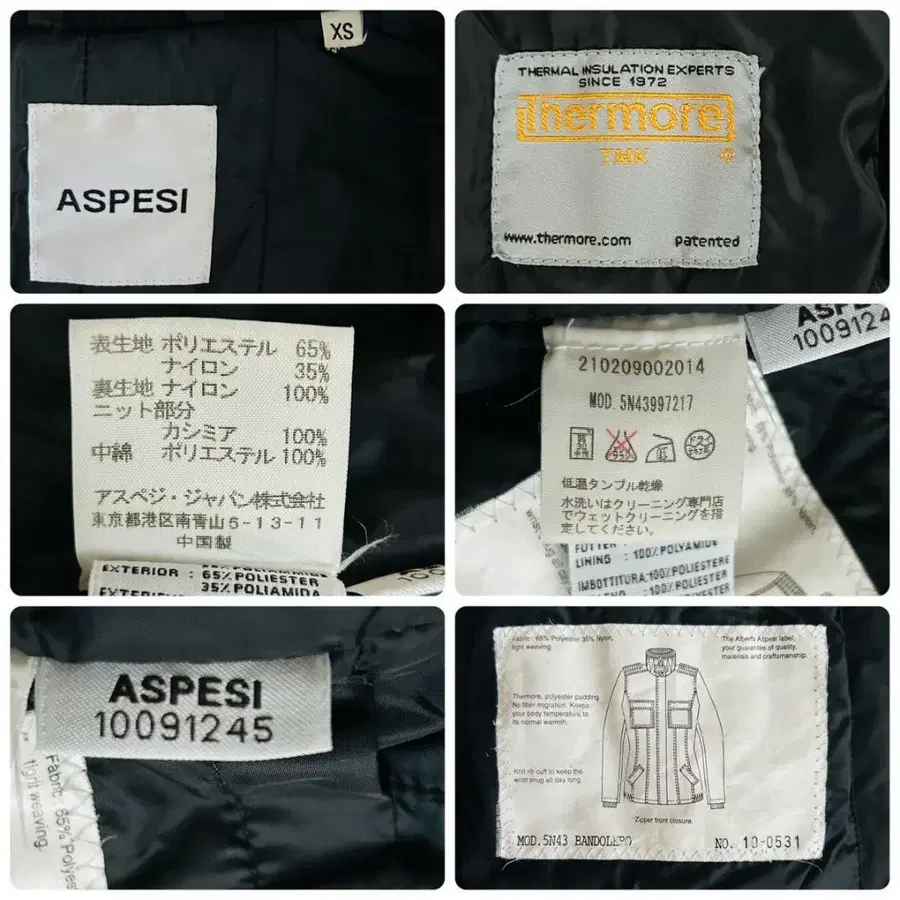 XS
ASPESI
THERMAL INSULATION EXPERTS
SINCE 1972
Thermore
TMK
®
www.thermore.com patented
表生地 ポリエステル 65%
ナイロン 35%
裏生地 ナイロン 100%
ニット部分
カシミア 100%
中綿 ポリエステル 100%
アスペジ・ジャパン株式会社
東京都港区南青山5-13-11
中国製
EXTERIOR : 65% POLIESTER
35% POLIAMIDA
ASPE
1009124
210209002014
MOD. 5N43997217
ドライ
低温タンブル乾燥
水洗いはクリーニング専門店
でウェットクリーニングを指
定してください.
LINING : 100% POLYAMIDE
IMBOTTITURA:100% POLIESTERE
ASPESI
10091245
Fabric: 65% Polyes
tight weaving.
Fabric: 65% Polyester 35% Nylon,
tight weaving.
The Alberto Aspesi label,
your guarantee of quality,
materials and craftsmanship.
Thermore, polyester padding.
No fiber migration. Keeps
your body temperature to
its normal warmth.
Knit rib cuff to keep the
wrist snug all day long.
Zipper front closure.
MOD.5N43 BANDOLERO NO. 10-0531